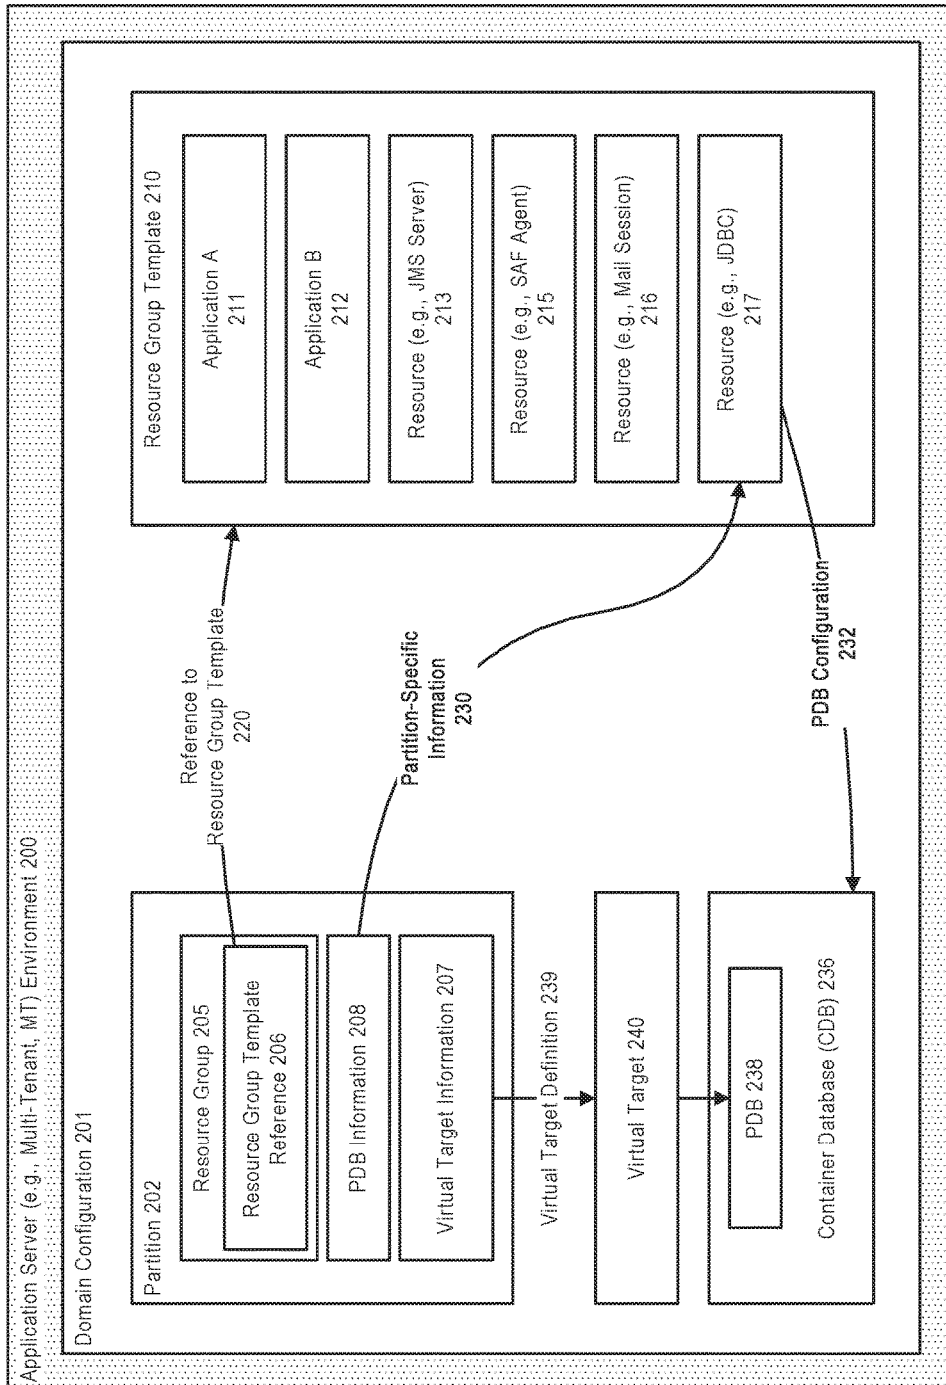 Application Server (e.g., Multi-Tenant, MT) Environment 200
Domain Configuration 201
Partition 202
Resource Group 205
Resource Group Template
Reference 206
PDB Information 208
Virtual Target Information 207
Virtual Target Definition 239
Virtual Target 240
PDB 238
Container Database (CDB) 236
Reference to
Resource Group Template
220
Partition-Specific
Information
230
PDB Configuration
232
Resource Group Template 210
Application A
211
Application B
212
Resource (e.g., JMS Server)
213
Resource (e.g., SAF Agent)
215
Resource (e.g., Mail Session)
216
Resource (e.g., JDBC)
217